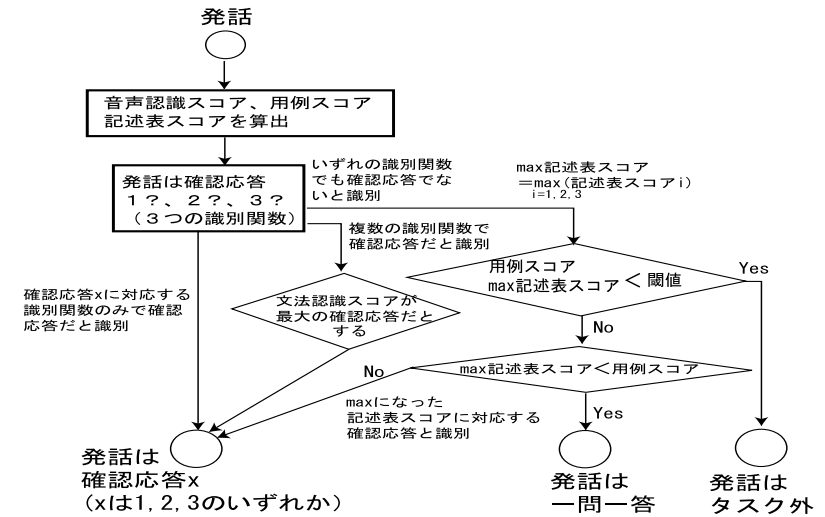 発話
音声認識スコア、用例スコア
記述表スコアを算出
発話は確認応答
1?、2?、3?
(3つの識別関数)
いずれの識別関数
でも確認応答でな
いと識別
max記述表スコア
=max(記述表スコアi)
i=1,2,3
複数の識別関数で
確認応答だと識別
用例スコア
max記述表スコア
<閾値
Yes
確認応答xに対応する
識別関数のみで確認
応答だと識別
文法認識スコアが
最大の確認応答だと
する
No
max記述表スコア<用例スコア
No
maxになった
記述表スコアに対応する
確認応答と識別
Yes
発話は
確認応答x
(xは1,2,3のいずれか)
発話は
一問一答
発話は
タスク外